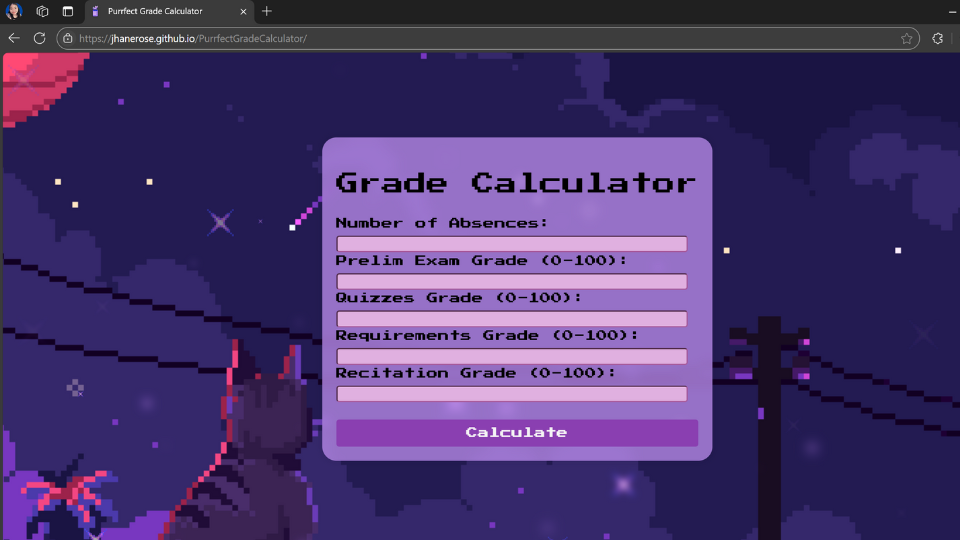 Purrfect Grade Calculator
https://jhanerose.github.io/PurrfectGradeCalculator/
Grade Calculator
Number of Absences:
Prelim Exam Grade (0-100):
Quizzes Grade (0-100):
Requirements Grade (0-100):
Recitation Grade (0-100):
Calculate